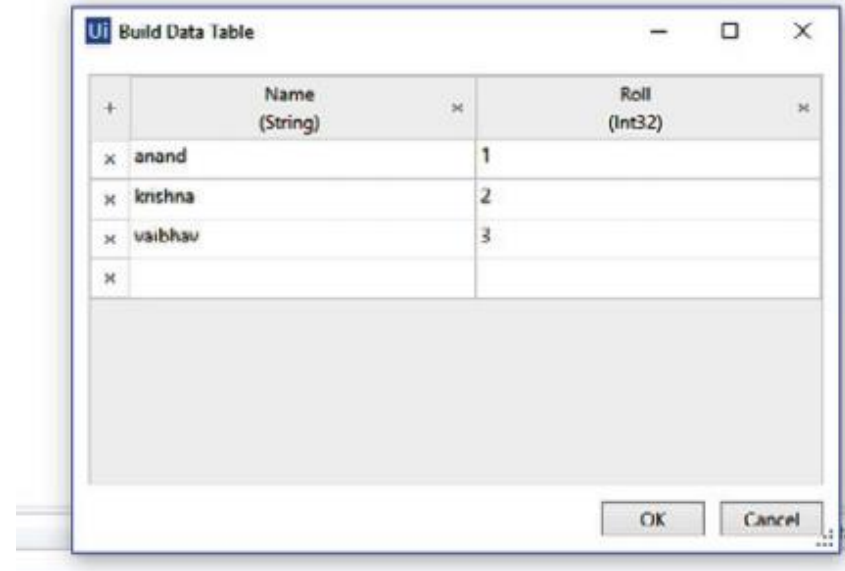 Ui Build Data Table
Name Roll
(String) (Int32)
anand 1
krishna 2
vaibhav 3
OK Cancel